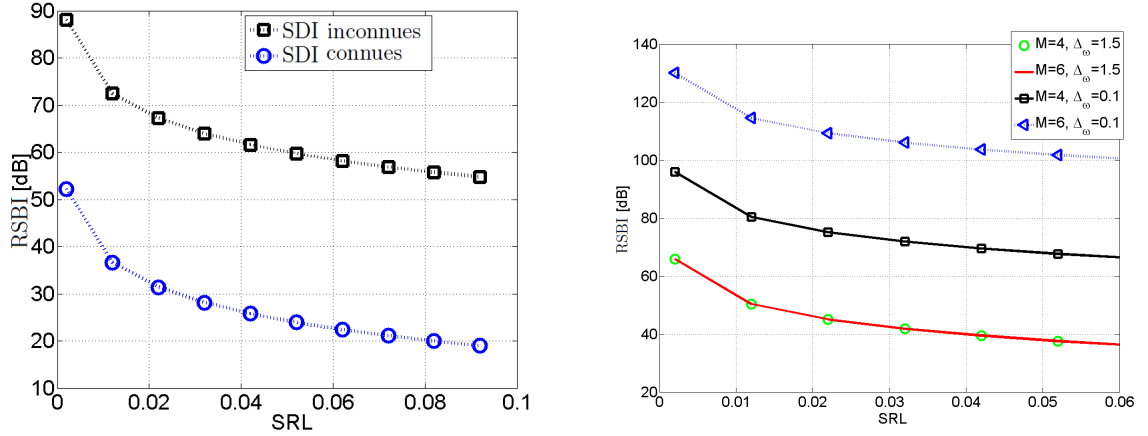 90
80
70
60
50
40
30
20
10
0
0.02
0.04
0.06
0.08
0.1
RSBI [dB]
SRL
SDI inconnues
SDI connues
140
120
100
80
60
40
20
0
0.01
0.02
0.03
0.04
0.05
0.06
RSBI [dB]
SRL
M=4, Δω=1.5
M=6, Δω=1.5
M=4, Δω=0.1
M=6, Δω=0.1